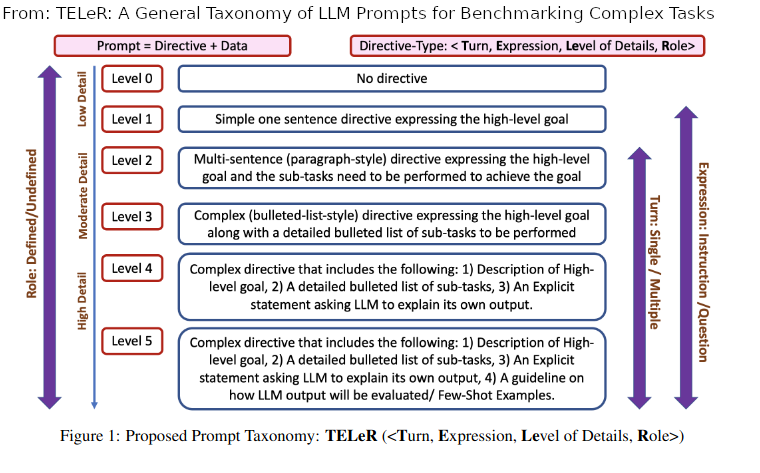 From: TELeR: A General Taxonomy of LLM Prompts for Benchmarking Complex Tasks
Prompt = Directive + Data
Directive-Type: < Turn, Expression, Level of Details, Role>
Role: Defined/Undefined
Low Detail
Moderate Detail
High Detail
Level 0
No directive
Level 1
Simple one sentence directive expressing the high-level goal
Level 2
Multi-sentence (paragraph-style) directive expressing the high-level
goal and the sub-tasks need to be performed to achieve the goal
Level 3
Complex (bulleted-list-style) directive expressing the high-level goal
along with a detailed bulleted list of sub-tasks to be performed
Level 4
Complex directive that includes the following: 1) Description of High-
level goal, 2) A detailed bulleted list of sub-tasks, 3) An Explicit
statement asking LLM to explain its own output.
Level 5
Complex directive that includes the following: 1) Description of High-
level goal, 2) A detailed bulleted list of sub-tasks, 3) An Explicit
statement asking LLM to explain its own output, 4) A guideline on
how LLM output will be evaluated/ Few-Shot Examples.
Turn: Single / Multiple
Expression: Instruction /Question
Figure 1: Proposed Prompt Taxonomy: TELeR (<Turn, Expression, Level of Details, Role>)